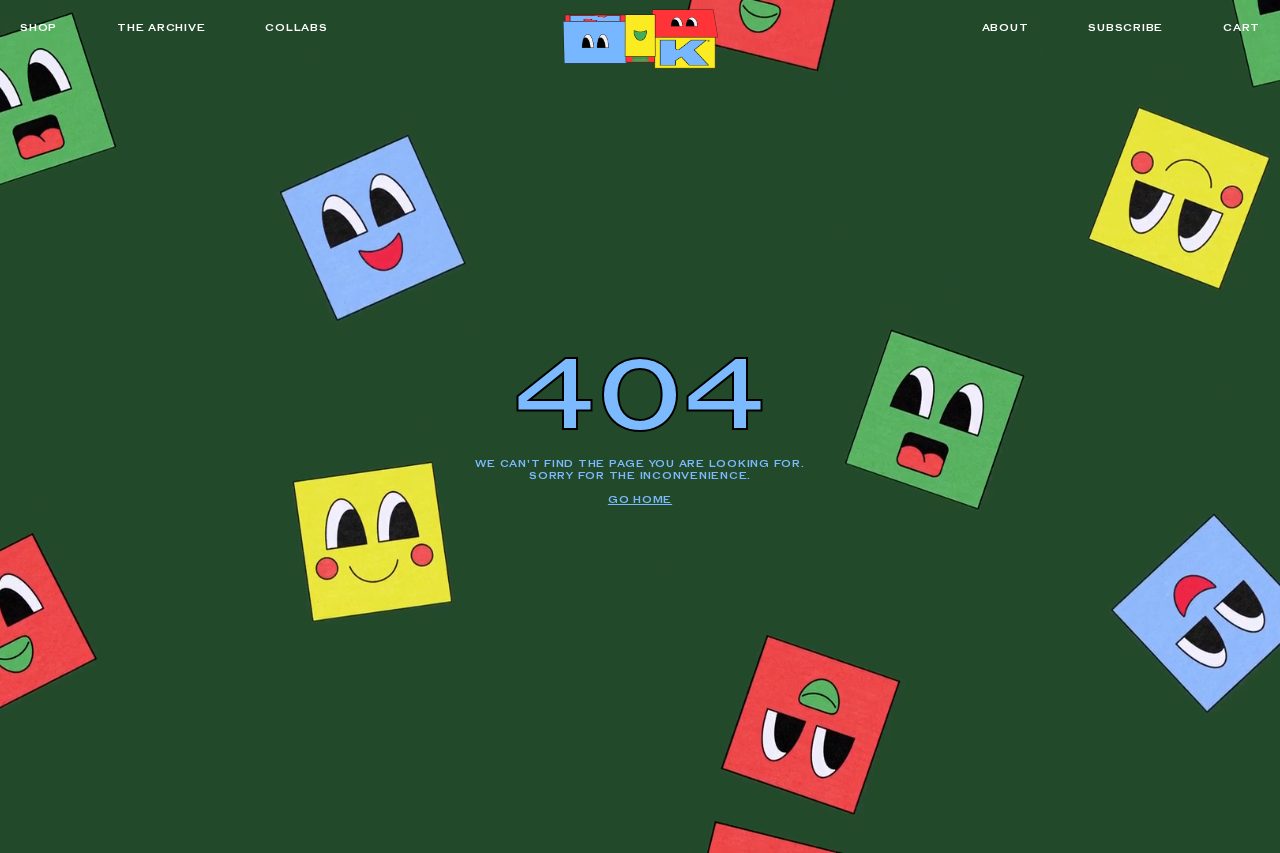 SHOP
THE ARCHIVE
COLLABS
K
ABOUT
SUBSCRIBE
CART
404
WE CAN'T FIND THE PAGE YOU ARE LOOKING FOR.
SORRY FOR THE INCONVENIENCE.
GO HOME